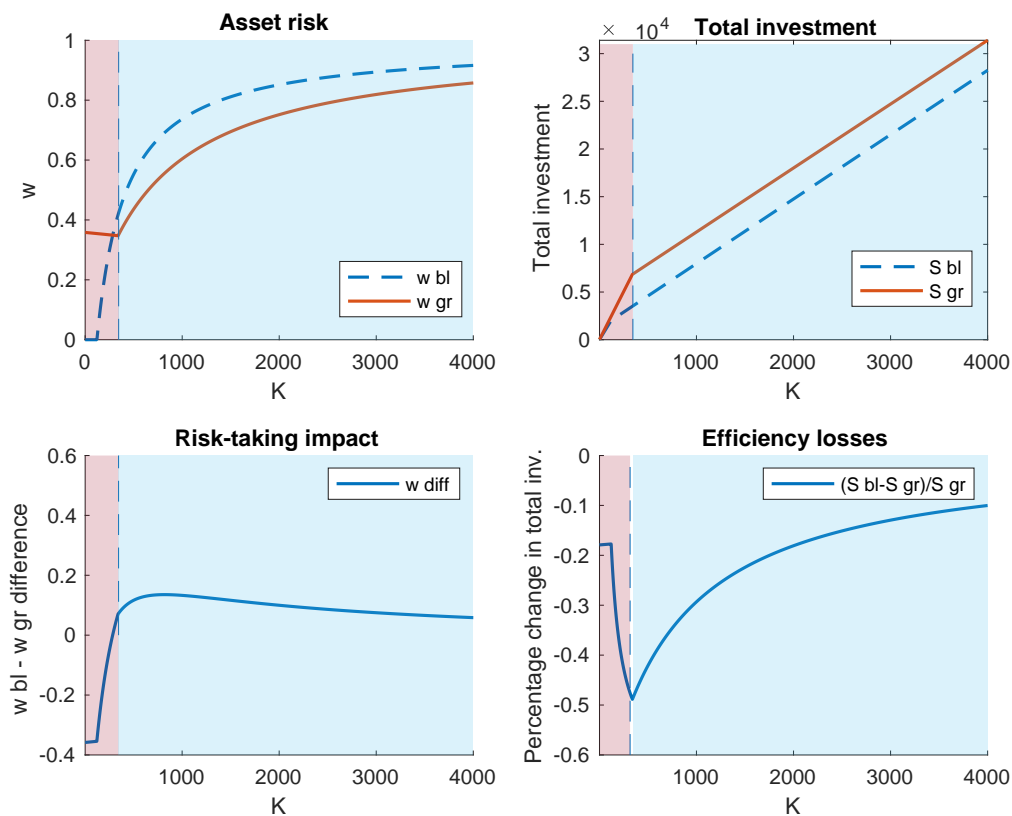 Asset risk
1
0.8
0.6
0.4
0.2
0
w
0 1000 2000 3000 4000
K
w bl
w gr
× 10^4
Total investment
3
2.5
2
1.5
1
0.5
0
Total investment
0 1000 2000 3000 4000
K
S bl
S gr
Risk-taking impact
0.6
0.4
0.2
0
-0.2
-0.4
w bl - w gr difference
1000 2000 3000 4000
K
w diff
Efficiency losses
0
-0.1
-0.2
-0.3
-0.4
-0.5
-0.6
Percentage change in total inv.
1000 2000 3000 4000
K
(S bl-S gr)/S gr